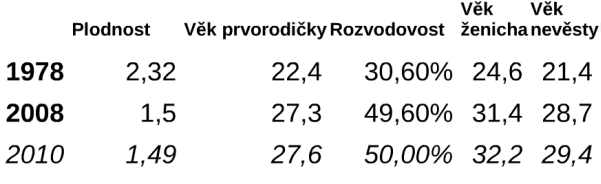 Plodnost Věk prvorodičky Rozvodovost Věk ženicha Věk nevěsty
1978 2,32 22,4 30,60% 24,6 21,4
2008 1,5 27,3 49,60% 31,4 28,7
2010 1,49 27,6 50,00% 32,2 29,4